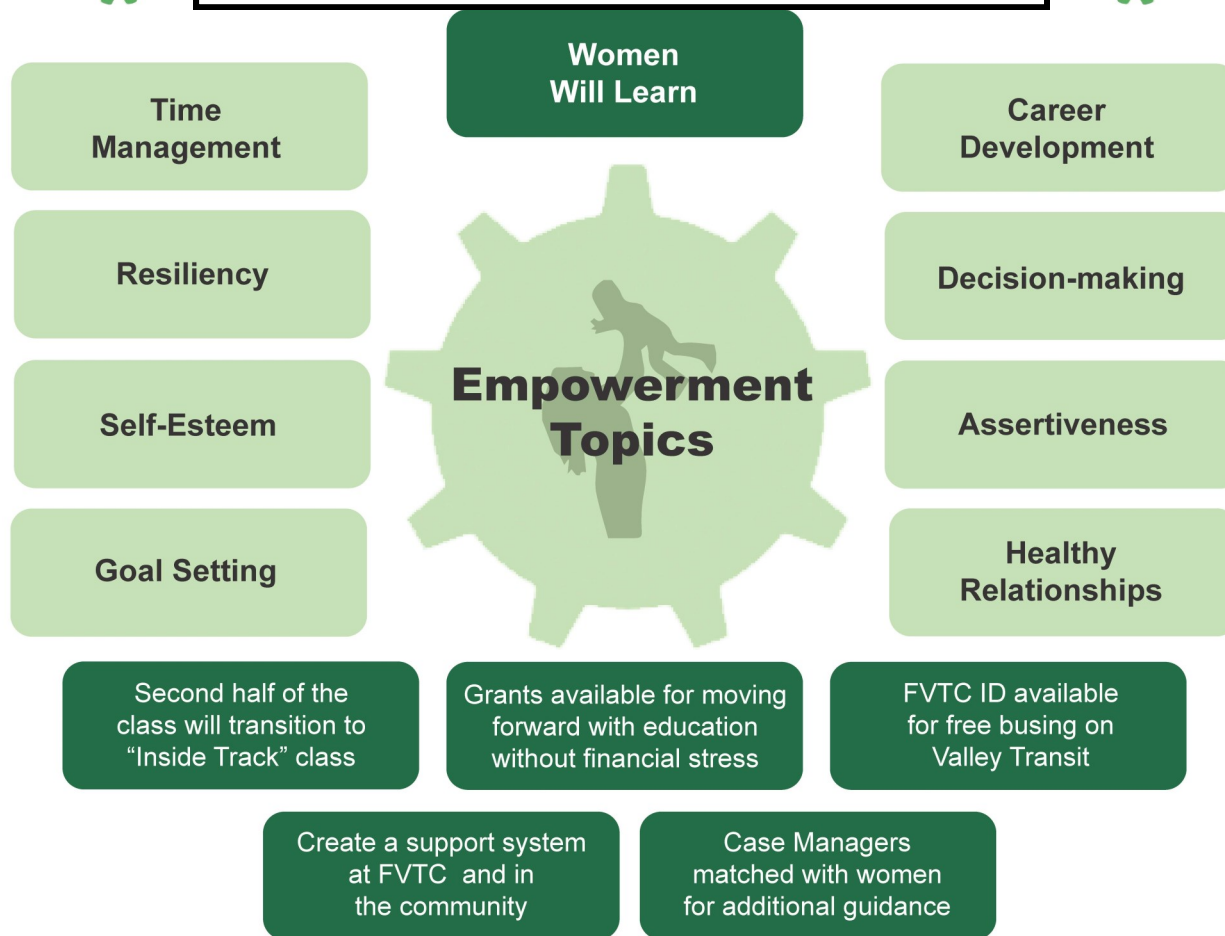 Women
Will Learn
Time
Management
Resiliency
Self-Esteem
Goal Setting
Empowerment
Topics
Career
Development
Decision-making
Assertiveness
Healthy
Relationships
Second half of the
class will transition to
“Inside Track” class
Grants available for moving
forward with education
without financial stress
FVTC ID available
for free busing on
Valley Transit
Create a support system
at FVTC and in
the community
Case Managers
matched with women
for additional guidance